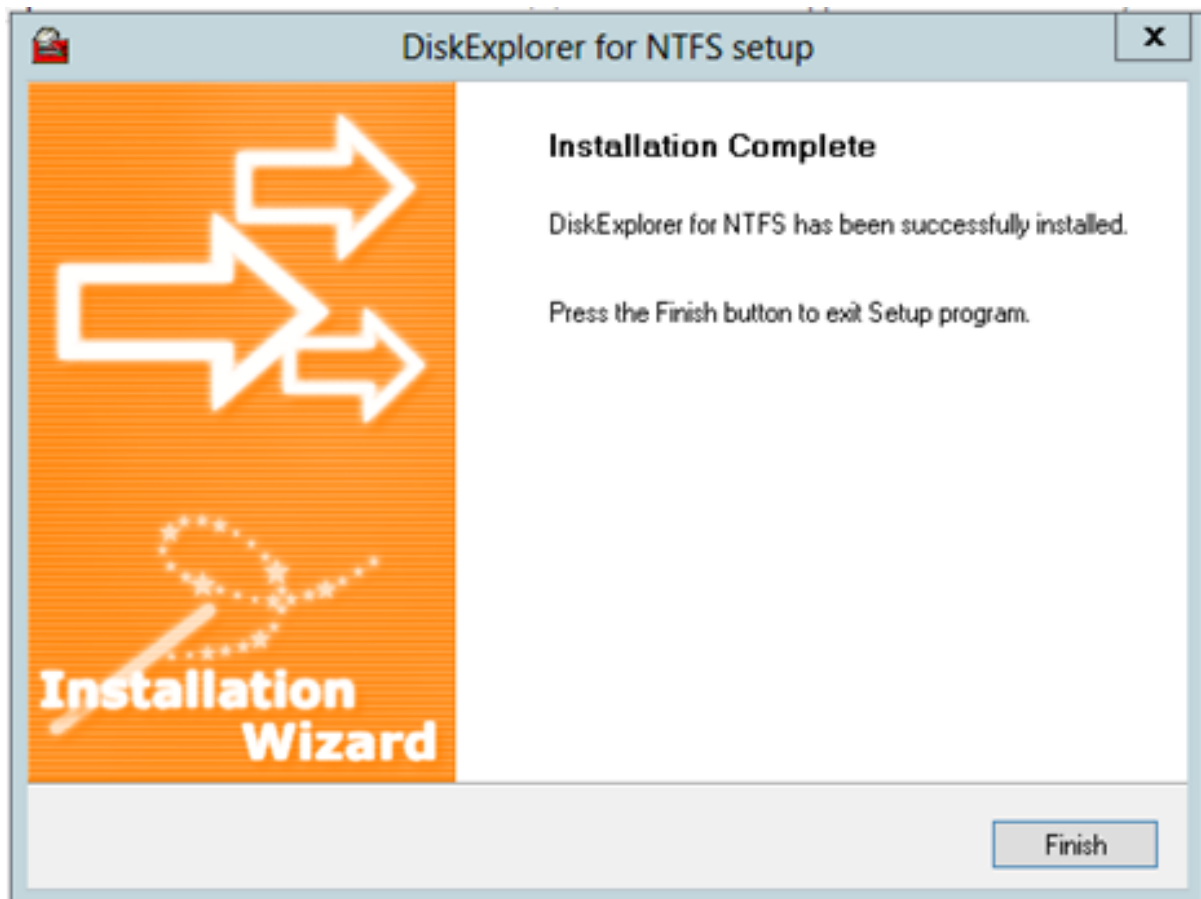 DiskExplorer for NTFS setup
x
Installation Complete
DiskExplorer for NTFS has been successfully installed.
Press the Finish button to exit Setup program.
Installation
Wizard
Finish